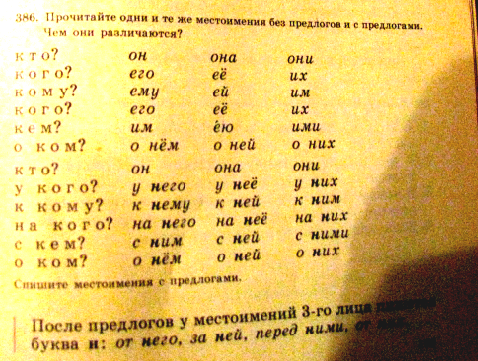 386. Прочитайте одни и те же местоимения без предлогов и с предлогами.
Чем они различаются?
кто? он она они
кого? его её их
кому? ему ей им
кого? его её их
кем? им ею ими
о ком? о нём о ней о них
кто? он она они
у кого? у него у неё у них
к кому? к нему к ней к ним
на кого? на него на неё на них
с кем? с ним с ней с ними
о ком? о нём о ней о них
Спишите местоимения с предлогами.
После предлогов у местоимений 3-го лица
буква н: от него, за ней, перед ними, от